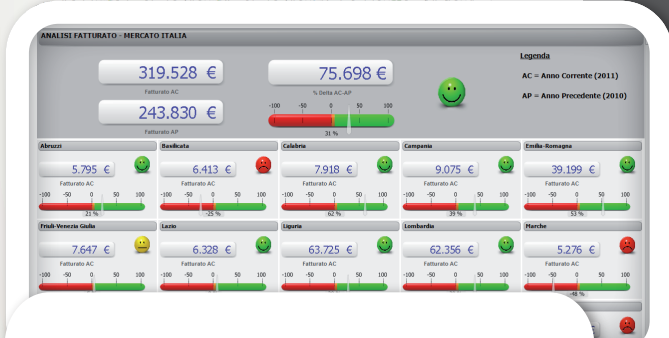 ANALISI FATTURATO - MERCATO ITALIA
Legenda
319.528 €
75.698 €
AC = Anno Corrente (2011)
Fatturato AC
% Delta AC-AP
AP = Anno Precedente (2010)
243.830 €
-100 -50 0 50 100
Fatturato AP
31 %
Abruzzi Basilicata Calabria Campania Emilia-Romagna
5.795 € 6.413 € 7.918 € 9.075 € 39.199 €
Fatturato AC Fatturato AC Fatturato AC Fatturato AC Fatturato AC
-100 -50 0 50 100 -100 -50 0 50 100 -100 -50 0 50 100 -100 -50 0 50 100 -100 -50 0 50 100
21 % -25 % 62 % 39 % 53 %
Friuli-Venezia Giulia Lazio Liguria Lombardia Marche
7.647 € 6.328 € 63.725 € 62.356 € 5.276 €
Fatturato AC Fatturato AC Fatturato AC Fatturato AC Fatturato AC
-100 -50 0 50 100 -100 -50 0 50 100 -100 -50 0 50 100 -100 -50 0 50 100 -100 -50 0 50 100
-48 %
€